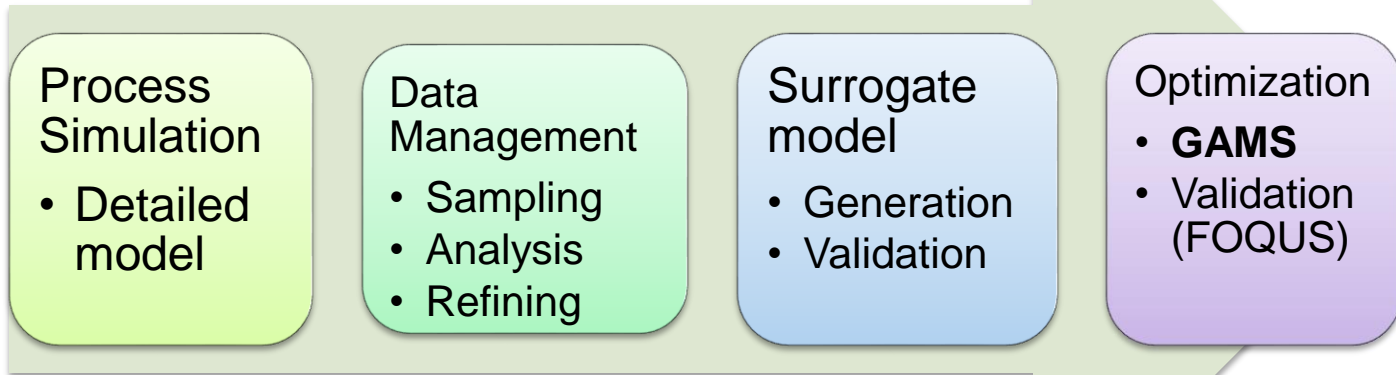 Process
Simulation
• Detailed
model
Data
Management
• Sampling
• Analysis
• Refining
Surrogate
model
• Generation
• Validation
Optimization
• GAMS
• Validation
(FOQUS)